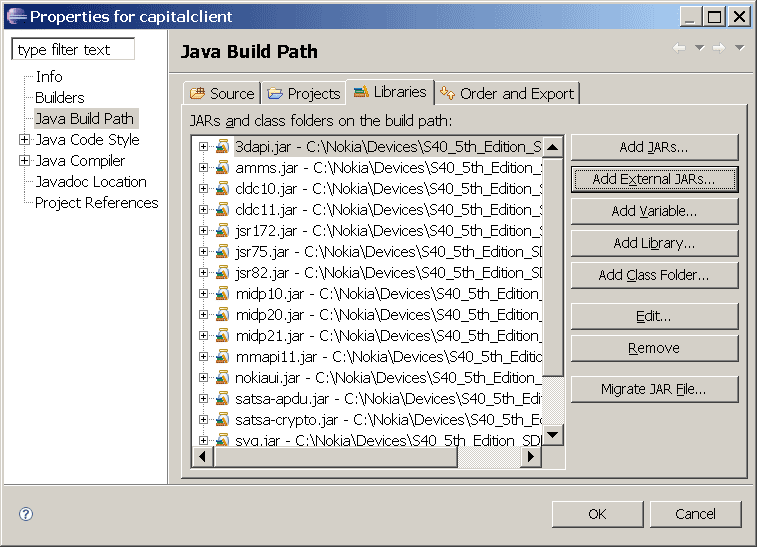 Properties for capitalclient
type filter text
Info
Builders
Java Build Path
Java Code Style
Java Compiler
Javadoc Location
Project References
Java Build Path
Source
Projects
Libraries
Order and Export
JARs and class folders on the build path:
3dapi.jar - C:\Nokia\Devices\S40_5th_Edition_S
amms.jar - C:\Nokia\Devices\S40_5th_Edition_
cldc10.jar - C:\Nokia\Devices\S40_5th_Edition_
cldc11.jar - C:\Nokia\Devices\S40_5th_Edition_
jsr172.jar - C:\Nokia\Devices\S40_5th_Edition_
jsr75.jar - C:\Nokia\Devices\S40_5th_Edition_SD
jsr82.jar - C:\Nokia\Devices\S40_5th_Edition_SD
midp10.jar - C:\Nokia\Devices\S40_5th_Edition_
midp20.jar - C:\Nokia\Devices\S40_5th_Edition_
midp21.jar - C:\Nokia\Devices\S40_5th_Edition_
mmapi11.jar - C:\Nokia\Devices\S40_5th_Edition
nokiaui.jar - C:\Nokia\Devices\S40_5th_Edition_
satsa-apdu.jar - C:\Nokia\Devices\S40_5th_Edi
satsa-crypto.jar - C:\Nokia\Devices\S40_5th_E
svg.jar - C:\Nokia\Devices\S40_5th_Edition_SD
Add JARs...
Add External JARs...
Add Variable...
Add Library...
Add Class Folder...
Edit...
Remove
Migrate JAR File...
?
OK
Cancel